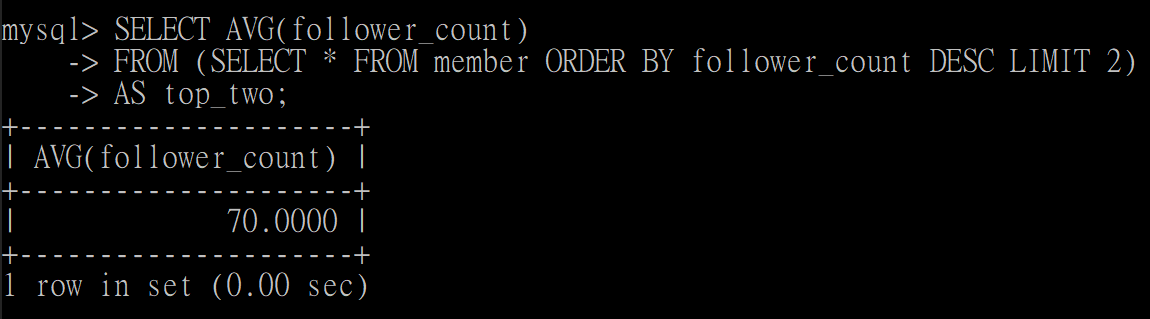 mysql> SELECT AVG(follower_count)
    -> FROM (SELECT * FROM member ORDER BY follower_count DESC LIMIT 2)
    -> AS top_two;
+---------------------+
| AVG(follower_count) |
+---------------------+
|             70.0000 |
+---------------------+
1 row in set (0.00 sec)